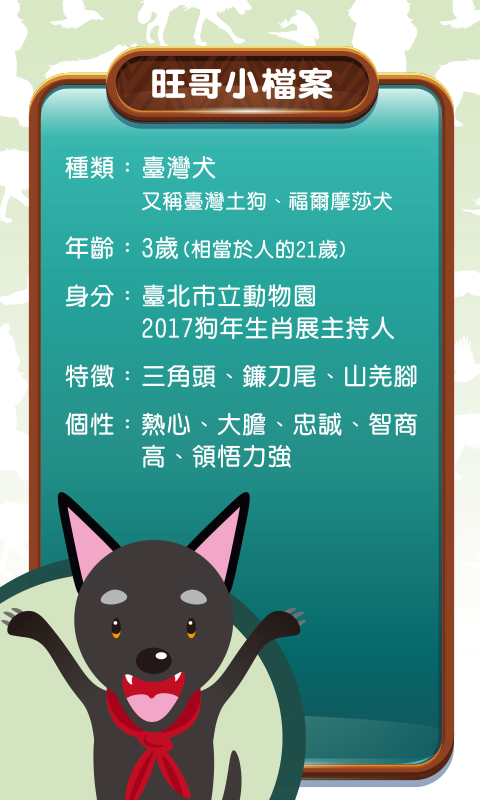 旺哥小檔案
種類：臺灣犬
又稱臺灣土狗、福爾摩莎犬
年齡：3歲(相當於人的21歲)
身分：臺北市立動物園
2017狗年生肖展主持人
特徵：三角頭、鐮刀尾、山羌腳
個性：熱心、大膽、忠誠、智商
高、領悟力強